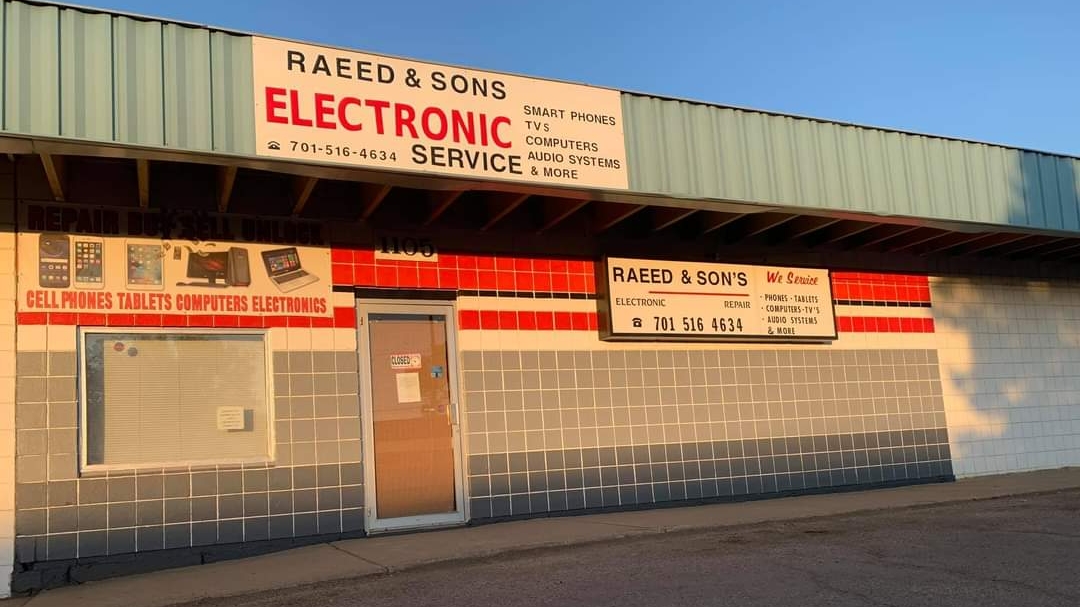 RAEED & SONS
ELECTRONIC
SERVICE
☎ 701-516-4634
SMART PHONES
TVs
COMPUTERS
AUDIO SYSTEMS
& MORE
REPAIR BUY SELL UNLOCK
CELL PHONES TABLETS COMPUTERS ELECTRONICS
1105
RAEED & SON'S
ELECTRONIC REPAIR
☎ 701 516 4634
We Service
· PHONES · TABLETS
· COMPUTERS · TV'S
· AUDIO SYSTEMS
& MORE
CLOSED